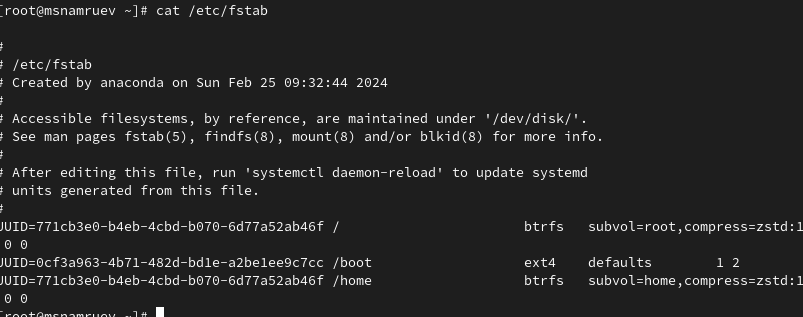 [root@msnamruev ~]# cat /etc/fstab
#
# /etc/fstab
# Created by anaconda on Sun Feb 25 09:32:44 2024
#
# Accessible filesystems, by reference, are maintained under '/dev/disk/'.
# See man pages fstab(5), findfs(8), mount(8) and/or blkid(8) for more info.
#
# After editing this file, run 'systemctl daemon-reload' to update systemd
# units generated from this file.
#
UUID=771cb3e0-b4eb-4cbd-b070-6d77a52ab46f / btrfs subvol=root,compress=zstd:1
0 0
UUID=0cf3a963-4b71-482d-bd1e-a2be1ee9c7cc /boot ext4 defaults 1 2
UUID=771cb3e0-b4eb-4cbd-b070-6d77a52ab46f /home btrfs subvol=home,compress=zstd:1
0 0
[root@msnamruev ~]#